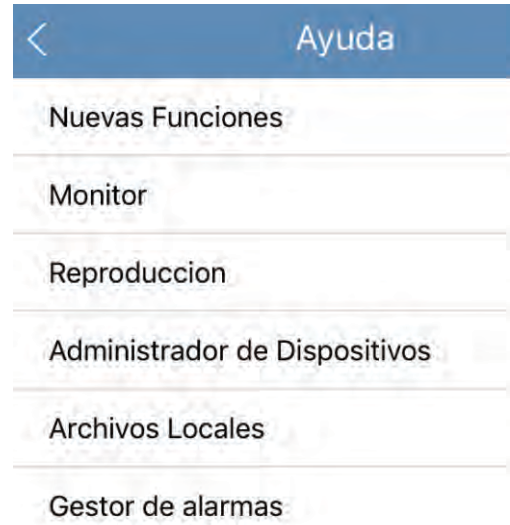 Ayuda
Nuevas Funciones
Monitor
Reproduccion
Administrador de Dispositivos
Archivos Locales
Gestor de alarmas